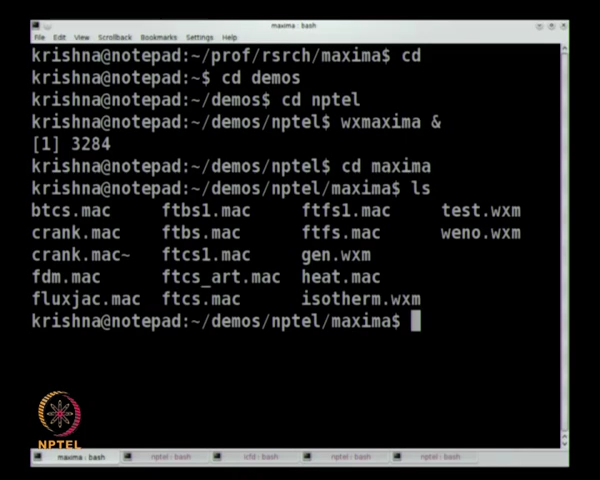 maxima : bash
File Edit View Scrollback Bookmarks Settings Help
krishna@notepad:~/prof/rsrch/maxima$ cd
krishna@notepad:~$ cd demos
krishna@notepad:~/demos$ cd nptel
krishna@notepad:~/demos/nptel$ wxmaxima &
[1] 3284
krishna@notepad:~/demos/nptel$ cd maxima
krishna@notepad:~/demos/nptel/maxima$ ls
btcs.mac ftbs1.mac ftfs1.mac test.wxm
crank.mac ftbs.mac ftfs.mac weno.wxm
crank.mac~ ftcs1.mac gen.wxm
fdm.mac ftcs_art.mac heat.mac
fluxjac.mac ftcs.mac isotherm.wxm
krishna@notepad:~/demos/nptel/maxima$
NPTEL
maxima : bash nptel : bash icfd : bash nptel : bash nptel : bash